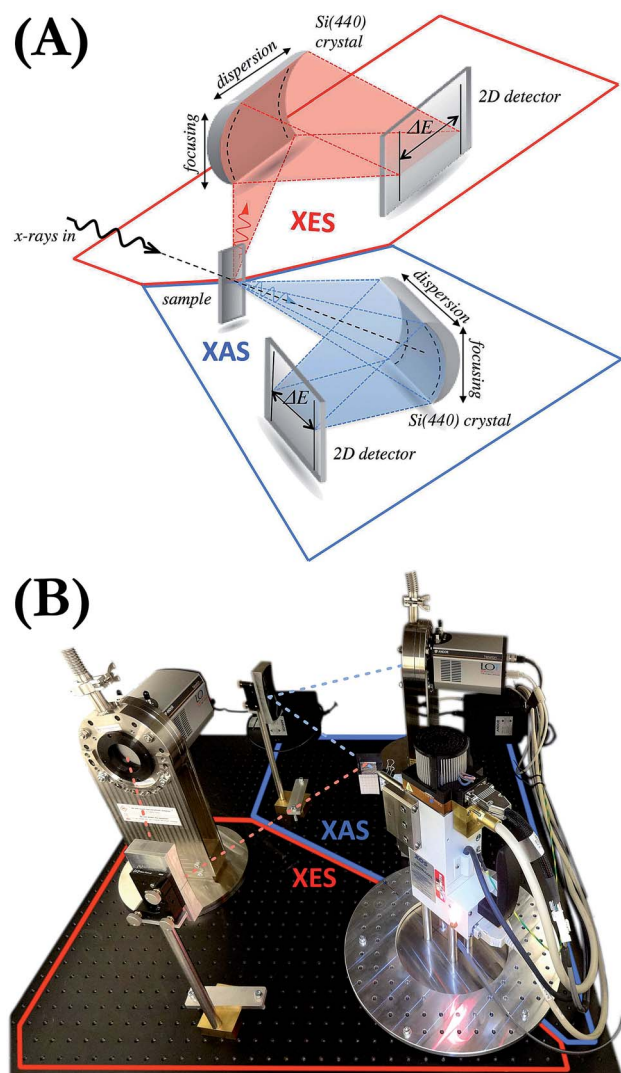 (A)
Si(440)
crystal
dispersion
focusing
2D detector
ΔE
XES
x-rays in
sample
dispersion
XAS
focusing
ΔE
Si(440) crystal
2D detector
(B)
XAS
XES